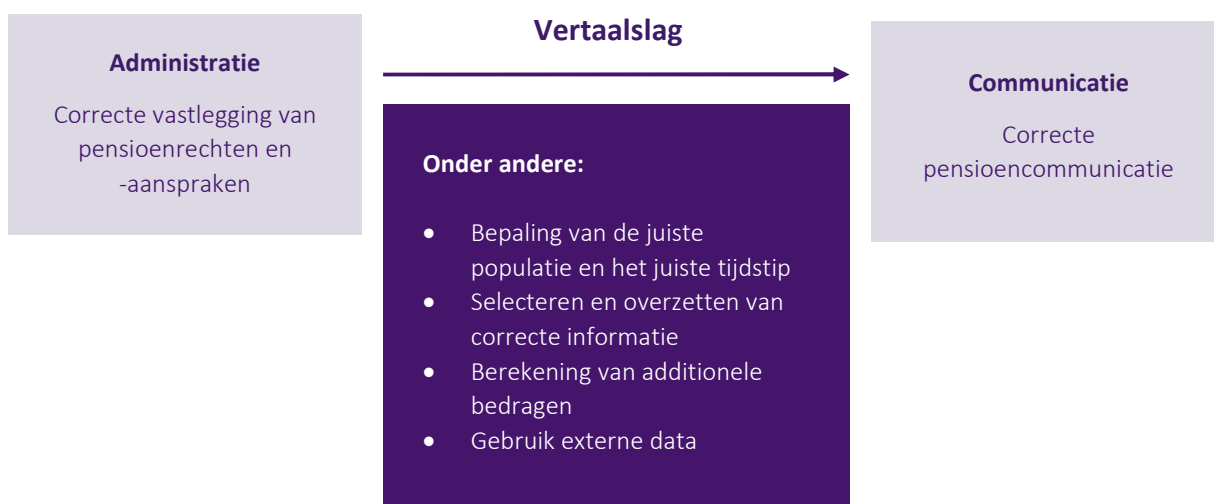 Vertaalslag
Administratie
Correcte vastlegging van
pensioenrechten en
-aanspraken
Onder andere:
• Bepaling van de juiste
populatie en het juiste tijdstip
• Selecteren en overzetten van
correcte informatie
• Berekening van additionele
bedragen
• Gebruik externe data
Communicatie
Correcte
pensioencommunicatie